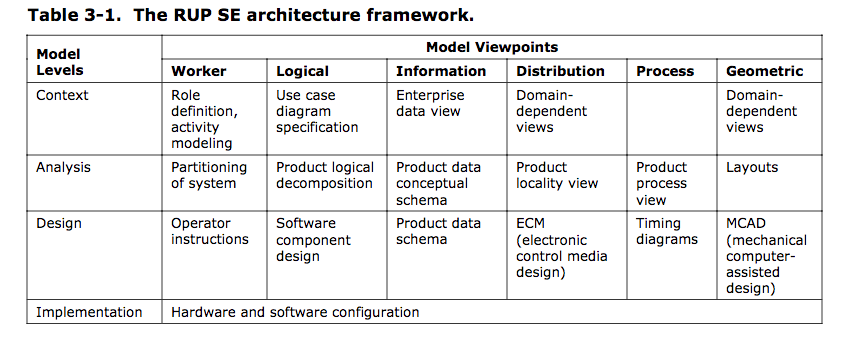 Table 3-1. The RUP SE architecture framework.
Model Levels
Model Viewpoints
Worker
Logical
Information
Distribution
Process
Geometric
Context
Role definition, activity modeling
Use case diagram specification
Enterprise data view
Domain-dependent views
Domain-dependent views
Analysis
Partitioning of system
Product logical decomposition
Product data conceptual schema
Product locality view
Product process view
Layouts
Design
Operator instructions
Software component design
Product data schema
ECM (electronic control media design)
Timing diagrams
MCAD (mechanical computer-assisted design)
Implementation
Hardware and software configuration